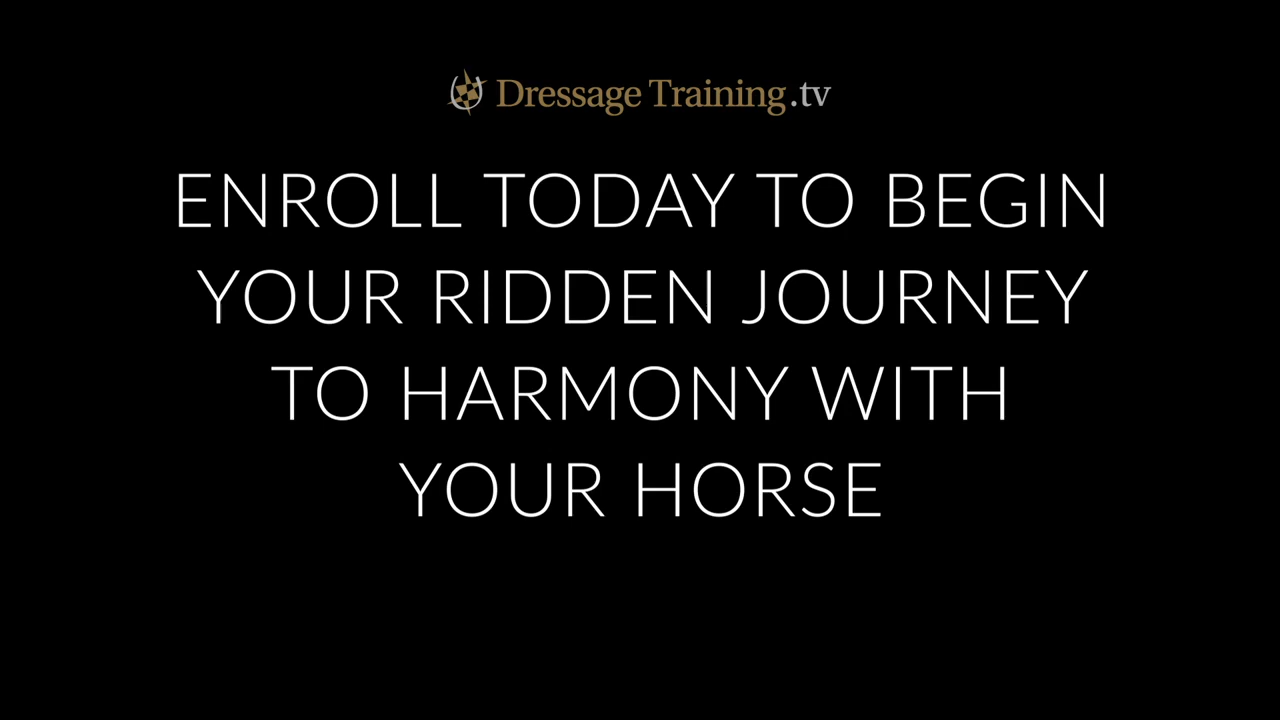 Dressage Training.tv
ENROLL TODAY TO BEGIN
YOUR RIDDEN JOURNEY
TO HARMONY WITH
YOUR HORSE